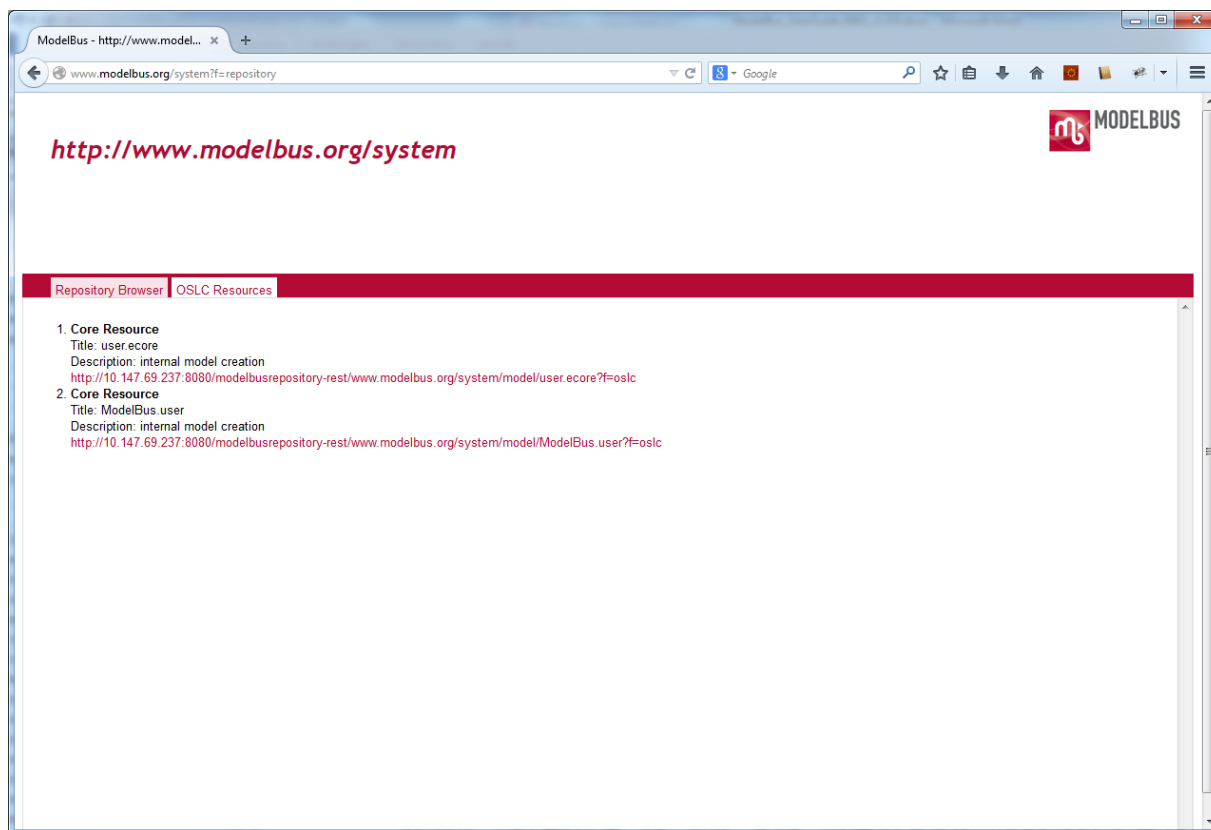 ModelBus - http://www.model...
www.modelbus.org/system?f=repository
Google
http://www.modelbus.org/system
MODELBUS
Repository Browser
OSLC Resources
1. Core Resource
Title: user.ecore
Description: internal model creation
http://10.147.69.237:8080/modelbusrepository-rest/www.modelbus.org/system/model/user.ecore?f=oslc
2. Core Resource
Title: ModelBus.user
Description: internal model creation
http://10.147.69.237:8080/modelbusrepository-rest/www.modelbus.org/system/model/ModelBus.user?f=oslc